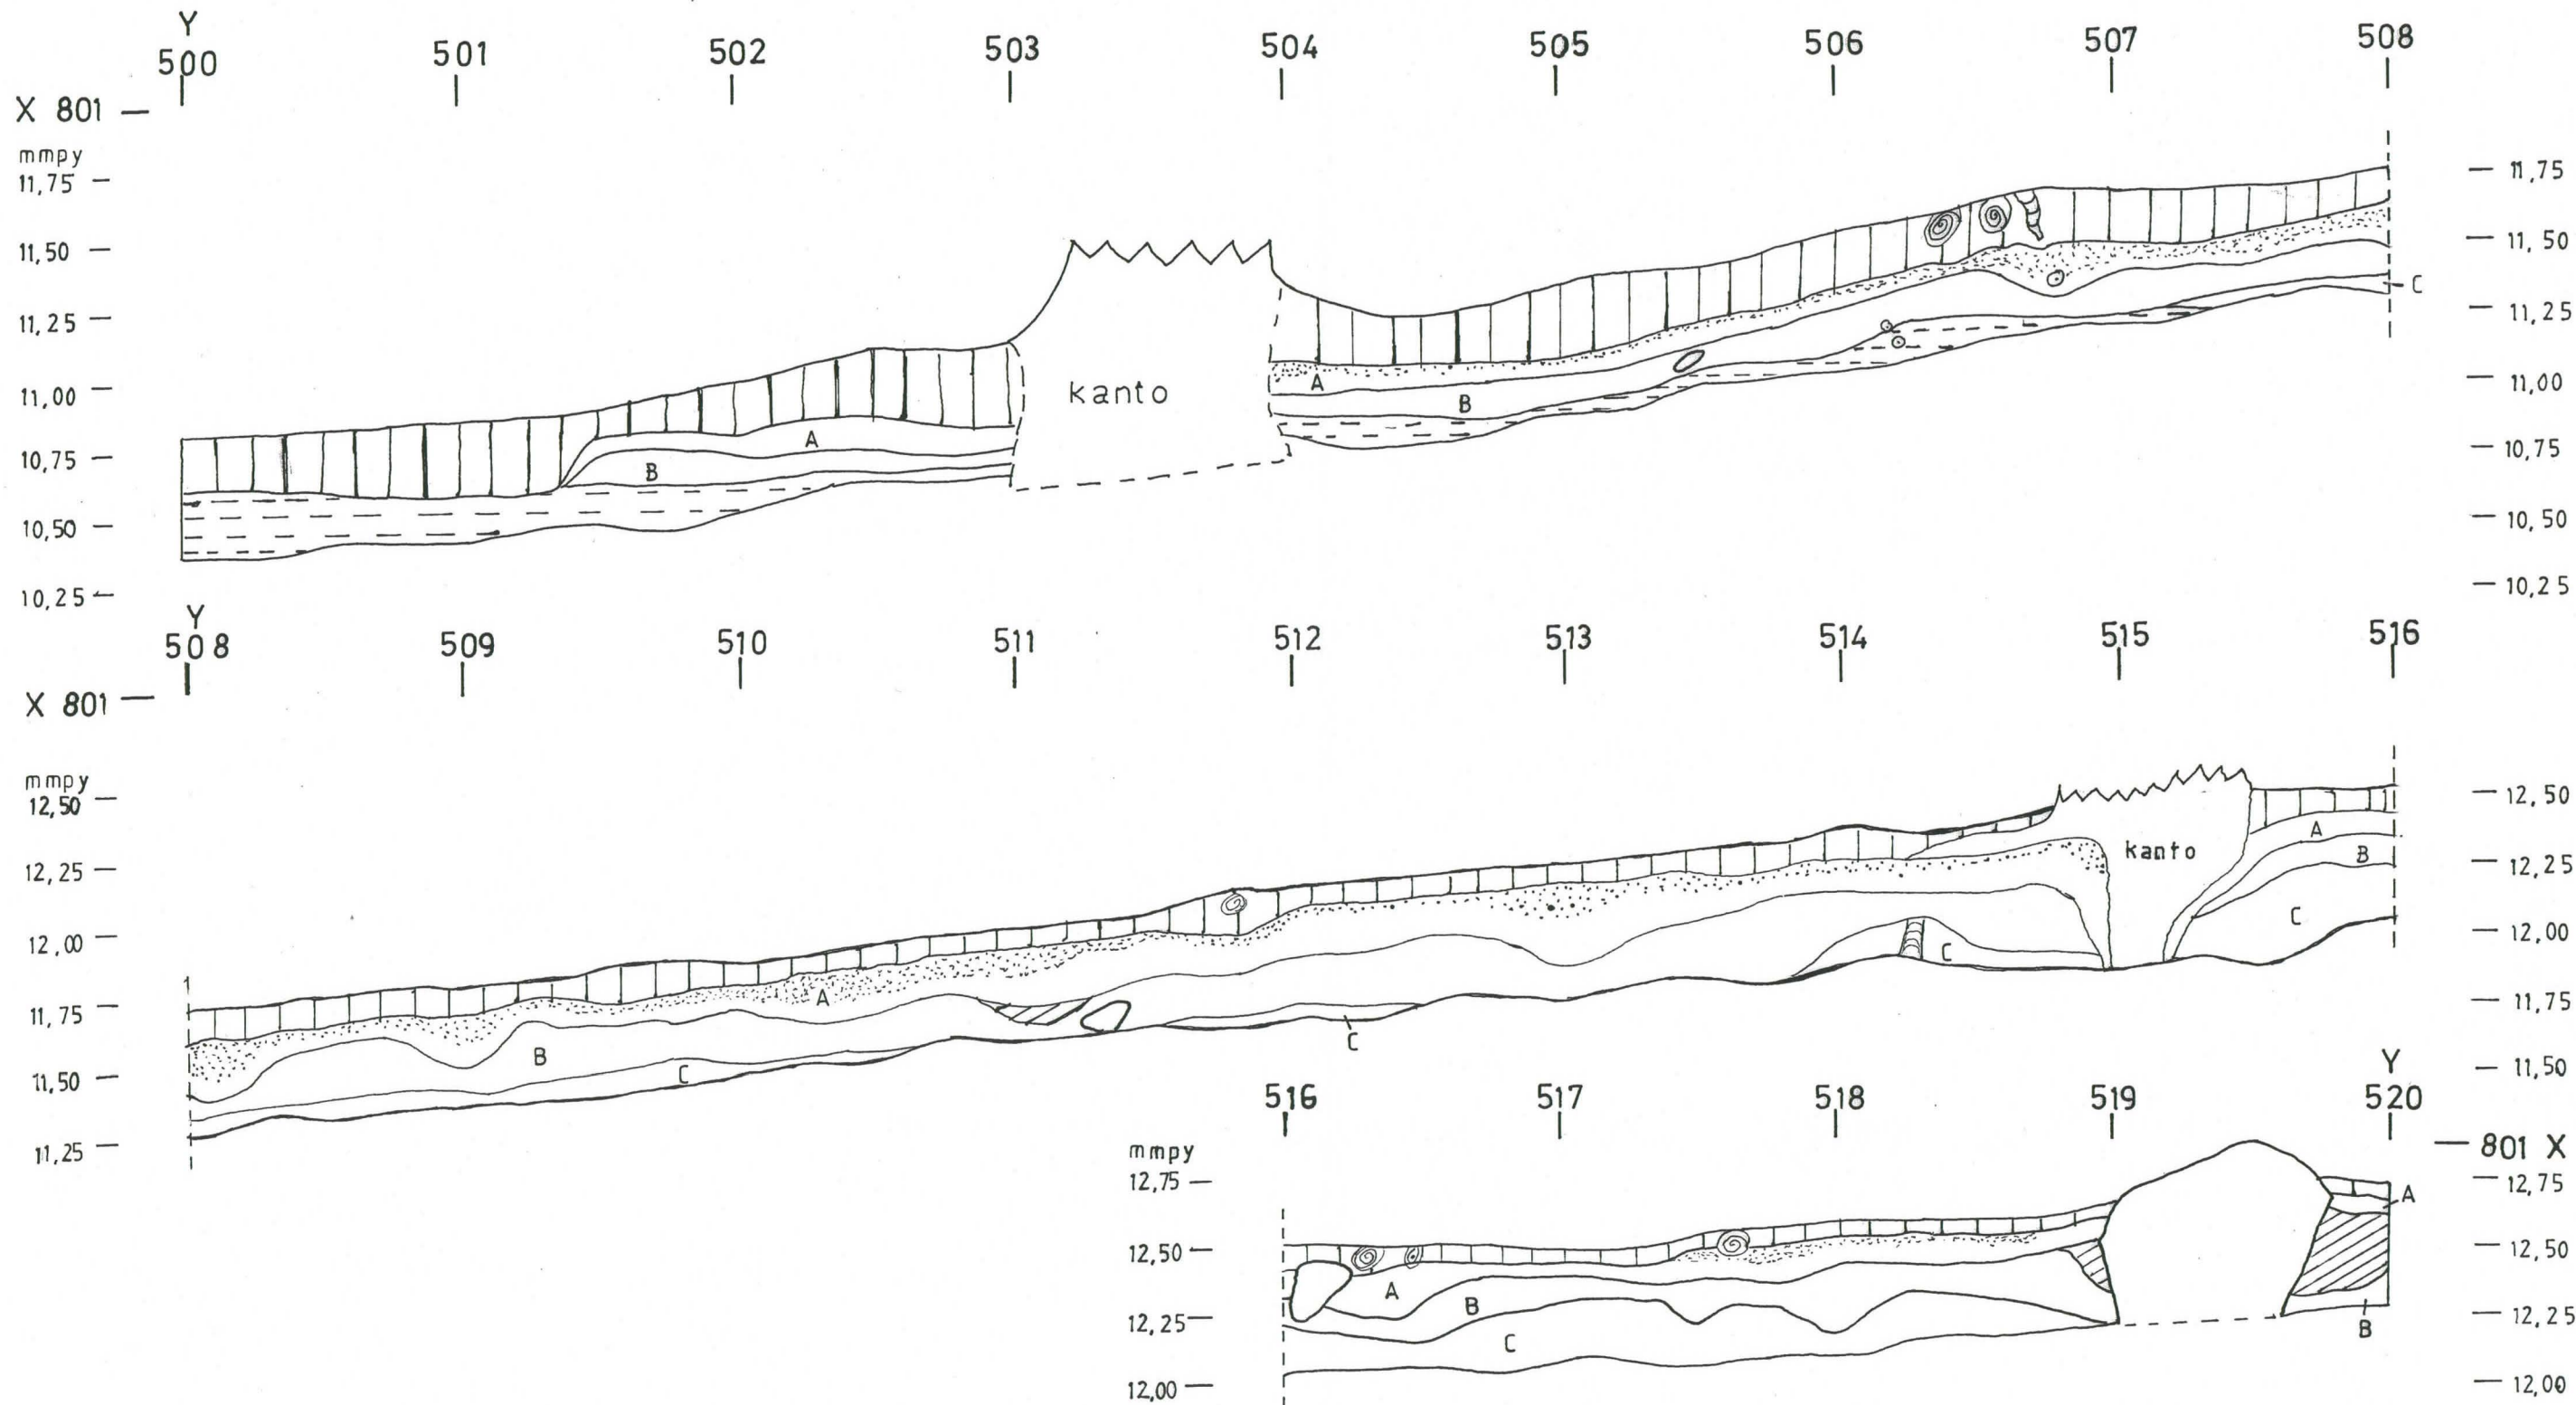 Y
500 501 502 503 504 505 506 507 508
X 801
mmpy
11,75 11,75
11,50 11,50
11,25 11,25
C
11,00 kanto A 11,00
B
A
10,75 B 10,75
10,50 10,50
10,25 10,25
Y
508 509 510 511 512 513 514 515 516
X 801
mmpy
12,50 12,50
A
12,25 kanto B 12,25
12,00 C C 12,00
A
11,75 11,75
C
B
11,50 C 11,50
11,25
Y
516 517 518 519 520
mmpy 801 X
12,75 12,75
A
12,50 12,50
A B
12,25 12,25
C B
12,00 12,00